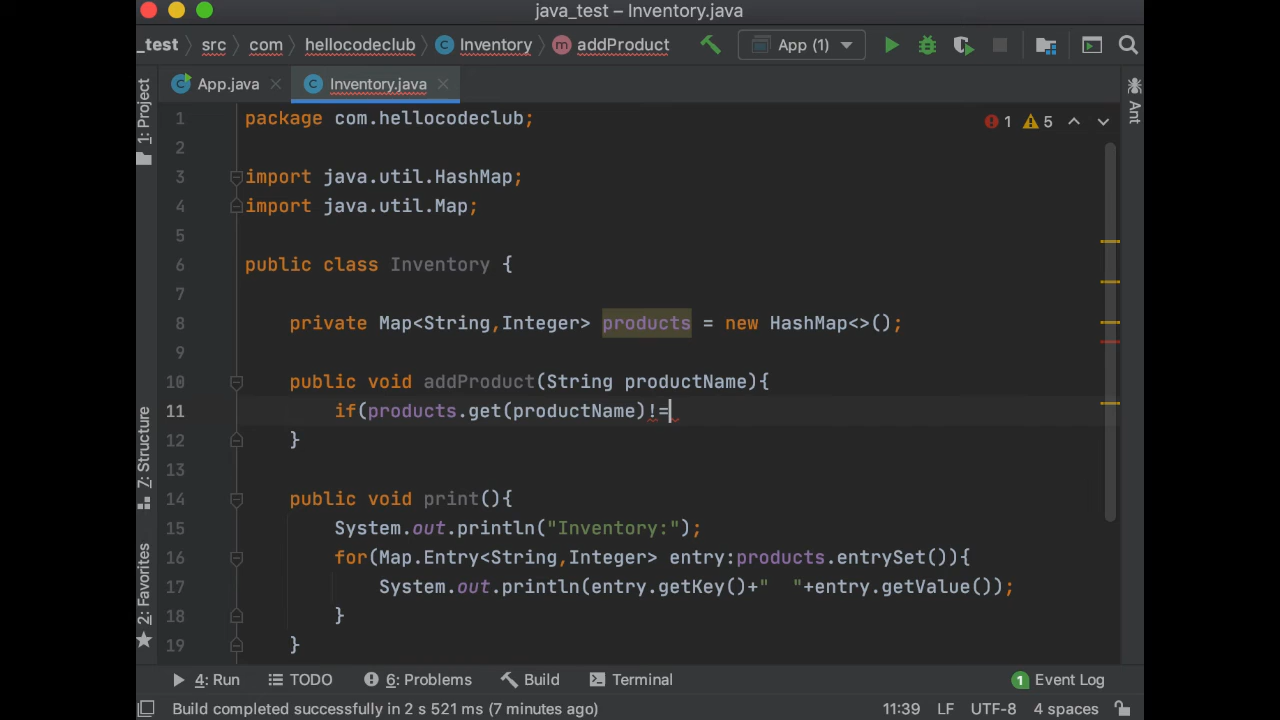 java_test – Inventory.java
_test src com hellocodeclub Inventory addProduct App (1)
App.java Inventory.java
1: Project
Ant
1 5
1 package com.hellocodeclub;
2
3 import java.util.HashMap;
4 import java.util.Map;
5
6 public class Inventory {
7
8 private Map<String,Integer> products = new HashMap<>();
9
10 public void addProduct(String productName){
11 if(products.get(productName)!=
12 }
13
14 public void print(){
15 System.out.println("Inventory:");
16 for(Map.Entry<String,Integer> entry:products.entrySet()){
17 System.out.println(entry.getKey()+"  "+entry.getValue());
18 }
19 }
7: Structure
2: Favorites
4: Run TODO 6: Problems Build Terminal 1 Event Log
Build completed successfully in 2 s 521 ms (7 minutes ago) 11:39 LF UTF-8 4 spaces